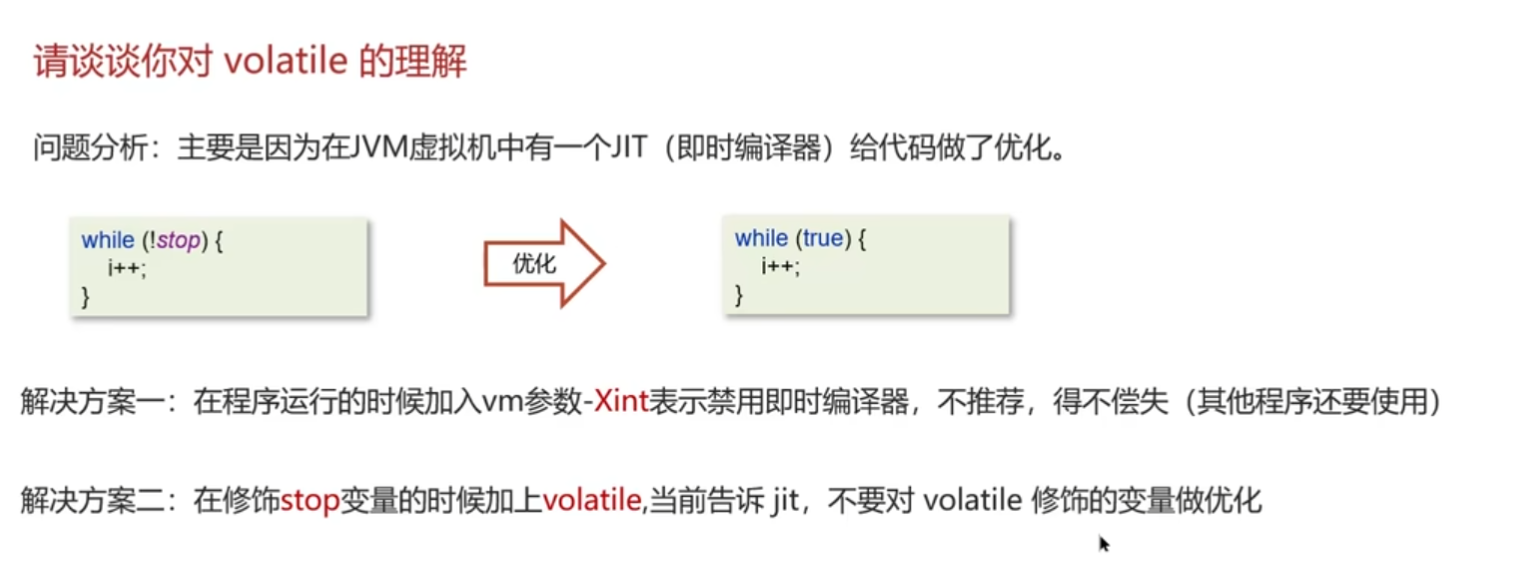 请谈谈你对 volatile 的理解
问题分析：主要是因为在JVM虚拟机中有一个JIT（即时编译器）给代码做了优化。
while (!stop) {
i++;
}
优化
while (true) {
i++;
}
解决方案一：在程序运行的时候加入vm参数-Xint表示禁用即时编译器，不推荐，得不偿失（其他程序还要使用）
解决方案二：在修饰stop变量的时候加上volatile,当前告诉 jit，不要对 volatile 修饰的变量做优化